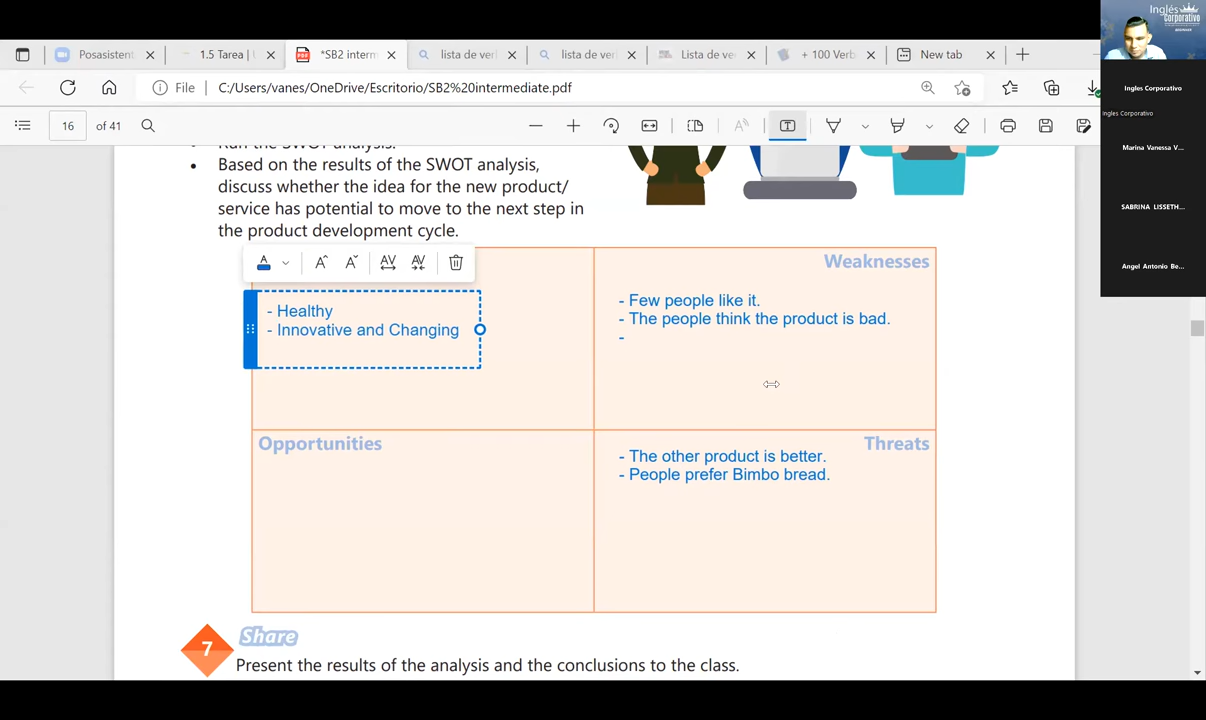 Inglés
Corporativo
Posasistent
1.5 Tarea | U
*SB2 interm
lista de verl
lista de ver
Lista de ver
+ 100 Verb
New tab
File
C:/Users/vanes/OneDrive/Escritorio/SB2%20intermediate.pdf
16
of 41
Ingles Corporativo
Ingles Corporativo
Marina Vanessa V...
SABRINA LISSETH...
Angel Antonio Be...
Run the SWOT analysis.
• Based on the results of the SWOT analysis,
discuss whether the idea for the new product/
service has potential to move to the next step in
the product development cycle.
Weaknesses
- Healthy
- Innovative and Changing
- Few people like it.
- The people think the product is bad.
-
Opportunities
Threats
- The other product is better.
- People prefer Bimbo bread.
7
Share
Present the results of the analysis and the conclusions to the class.